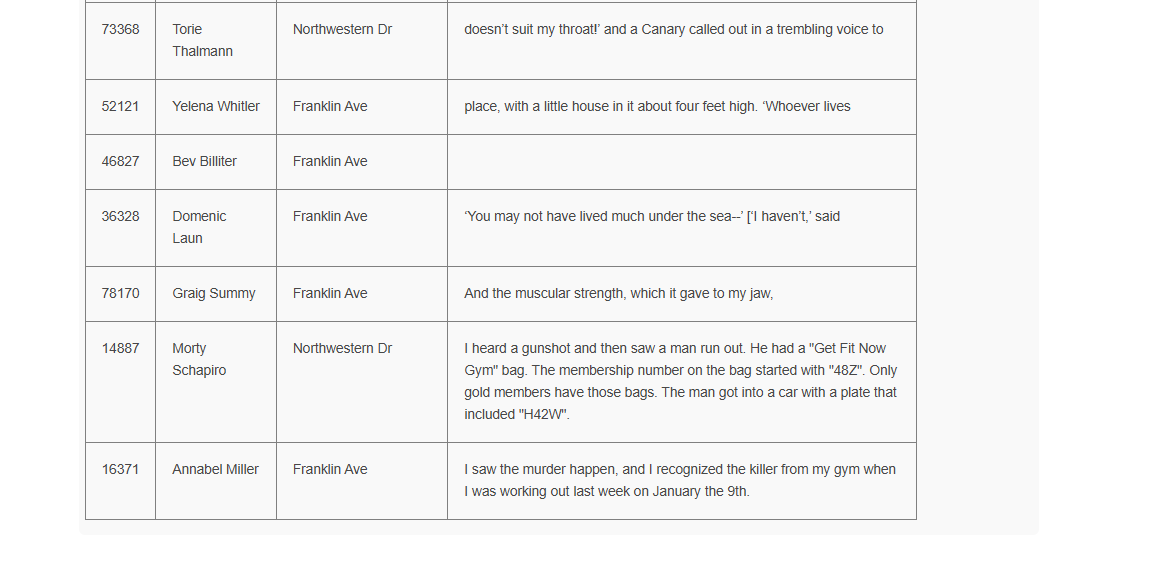 73368 Torie Northwestern Dr doesn’t suit my throat!’ and a Canary called out in a trembling voice to
Thalmann
52121 Yelena Whitler Franklin Ave place, with a little house in it about four feet high. ‘Whoever lives
46827 Bev Billiter Franklin Ave
36328 Domenic Franklin Ave ‘You may not have lived much under the sea--’ [‘I haven’t,’ said
Laun
78170 Graig Summy Franklin Ave And the muscular strength, which it gave to my jaw,
14887 Morty Northwestern Dr I heard a gunshot and then saw a man run out. He had a "Get Fit Now
Schapiro Gym" bag. The membership number on the bag started with "48Z". Only
gold members have those bags. The man got into a car with a plate that
included "H42W".
16371 Annabel Miller Franklin Ave I saw the murder happen, and I recognized the killer from my gym when
I was working out last week on January the 9th.